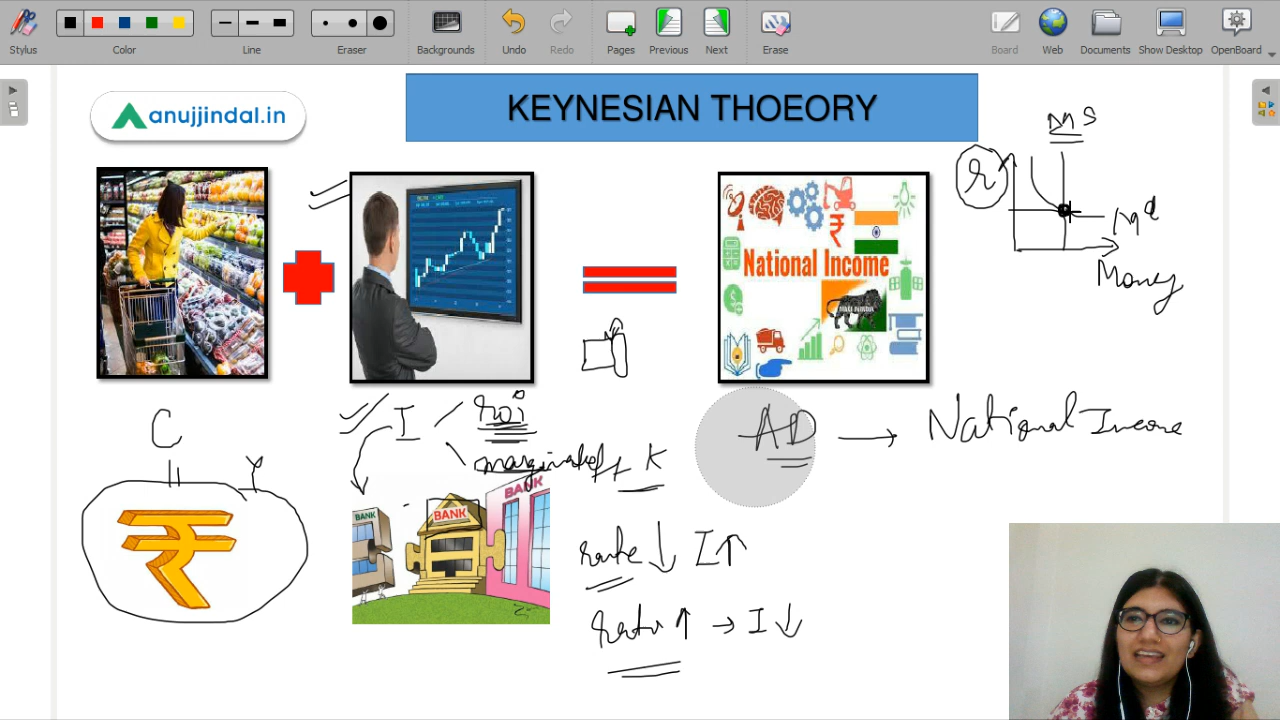 Stylus
Color
Line
Eraser
Backgrounds
Undo
Redo
Pages
Previous
Next
Erase
Board
Web
Documents
Show Desktop
OpenBoard
anujjindal.in
KEYNESIAN THOEORY
MS
r
Md
Money
National Income
C
I
roi
AD → National Income
Y
K
BANK
BANK
BANK
rate ↓ I ↑
rate ↑ → I ↓